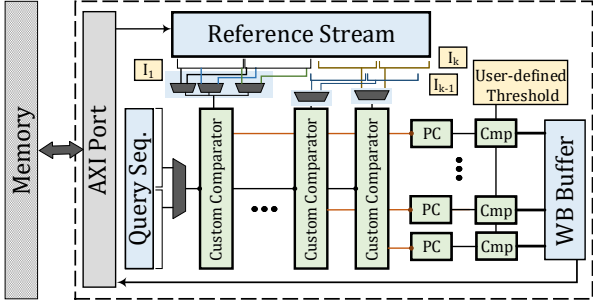 Memory
AXI Port
Reference Stream
I1
Ik
Ik-1
User-defined
Threshold
Query Seq.
Custom Comparator
•••
Custom Comparator
Custom Comparator
PC
Cmp
•••
PC
Cmp
PC
Cmp
WB Buffer